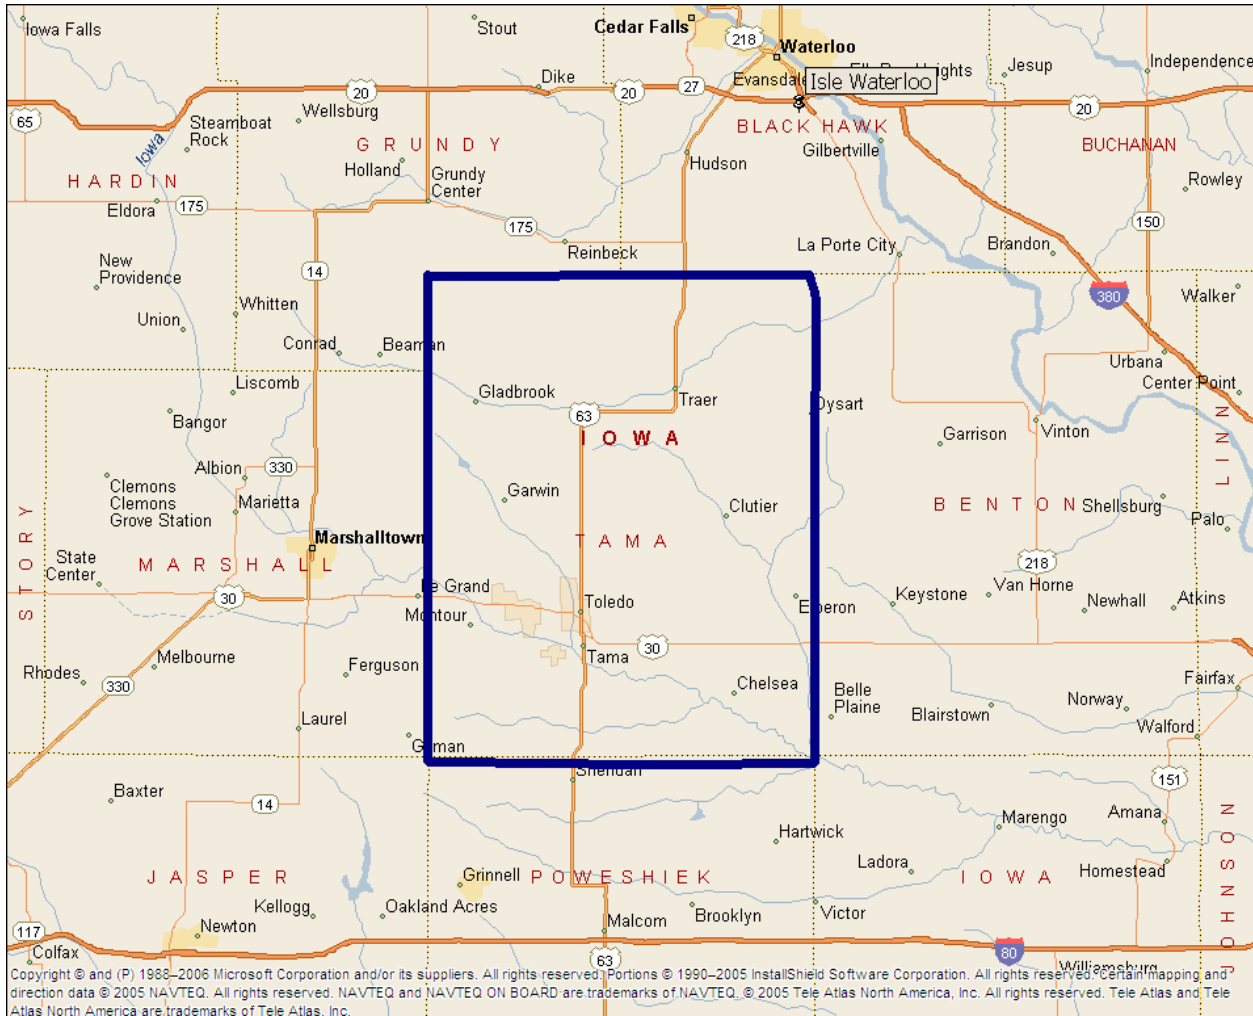 Iowa Falls
Stout
Cedar Falls
218
Waterloo
Evansdale
Heights
Isle Waterloo
Jesup
Independence
Dike
20
20
27
20
65
Wellsburg
Steamboat
Rock
Iowa
GRUNDY
BLACK HAWK
Gilbertville
BUCHANAN
HARDIN
Holland
Grundy
Center
Hudson
Rowley
Eldora
175
175
150
Reinbeck
La Porte City
Brandon
New
Providence
14
380
Walker
Whitten
Union
Conrad
Beaman
Urbana
Center Point
Liscomb
Gladbrook
Traer
63
Dysart
Bangor
IOWA
Garrison
Vinton
LINN
Albion
330
Clemons
Clemons
Grove Station
Marietta
Garwin
Clutier
BENTON
Shellsburg
Palo
STORY
Marshalltown
TAMA
State
Center
MARSHALL
218
30
Le Grand
Montour
Toledo
Elberon
Keystone
Van Horne
Newhall
Atkins
Tama
30
Melbourne
Rhodes
330
Ferguson
Chelsea
Belle
Plaine
Fairfax
Norway
Blairstown
Walford
Laurel
Gilman
Sheridan
151
Baxter
14
Hartwick
Marengo
Amana
Ladora
Homestead
JOHNSON
JASPER
Grinnell
POWESHIEK
IOWA
Kellogg
Oakland Acres
Malcom
Brooklyn
Victor
117
Newton
Colfax
63
80
Williamsburg
Copyright © and (P) 1988–2006 Microsoft Corporation and/or its suppliers. All rights reserved. Portions © 1990–2005 InstallShield Software Corporation. All rights reserved. Certain mapping and
direction data © 2005 NAVTEQ. All rights reserved. NAVTEQ and NAVTEQ ON BOARD are trademarks of NAVTEQ. © 2005 Tele Atlas North America, Inc. All rights reserved. Tele Atlas and Tele
Atlas North America are trademarks of Tele Atlas, Inc.